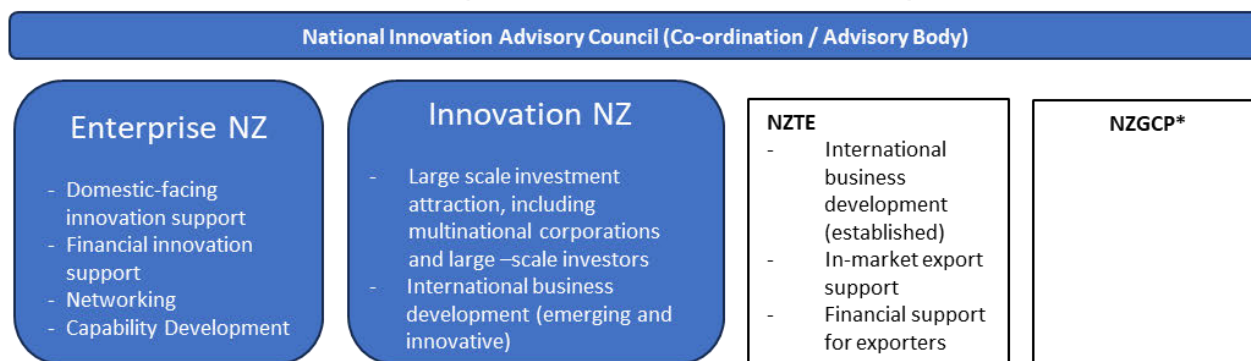 National Innovation Advisory Council (Co-ordination / Advisory Body)
Enterprise NZ
- Domestic-facing
innovation support
- Financial innovation
support
- Networking
- Capability Development
Innovation NZ
- Large scale investment
attraction, including
multinational corporations
and large –scale investors
- International business
development (emerging and
innovative)
NZTE
- International
business
development
(established)
- In-market export
support
- Financial support
for exporters
NZGCP*